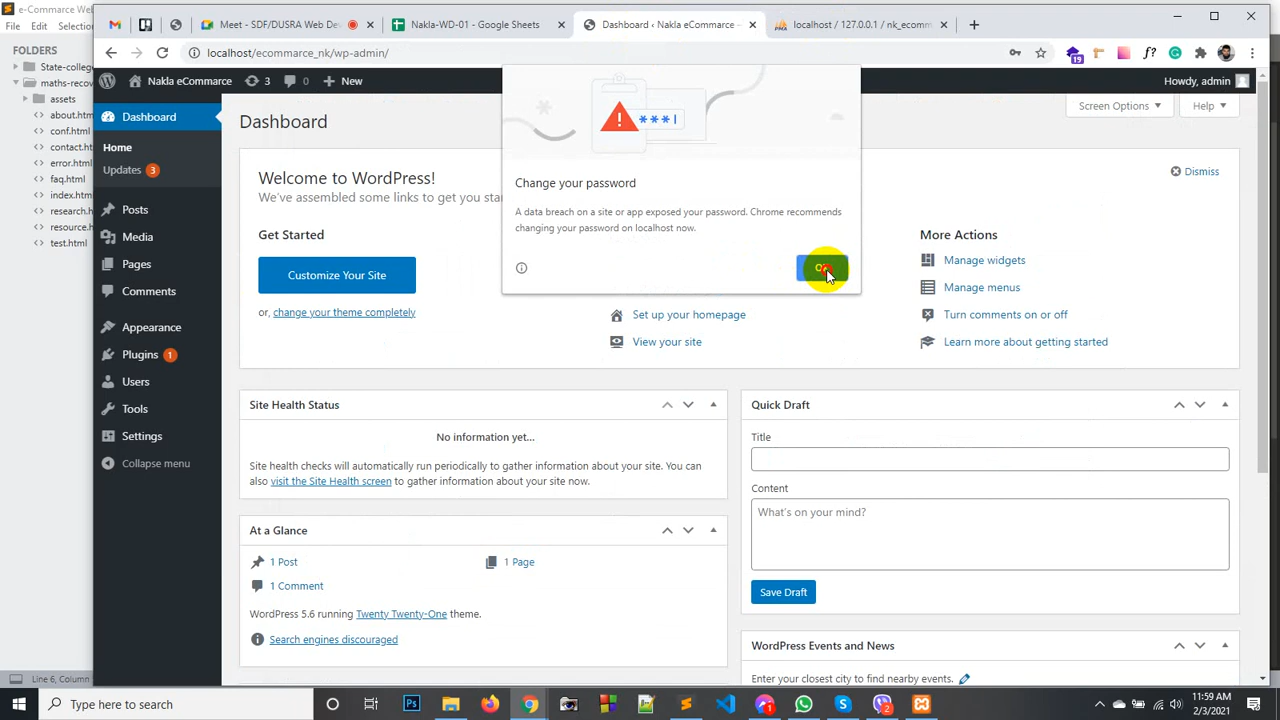 e-Commerce Web
Meet - SDF/DUSRA Web De
Nakla-WD-01 - Google Sheets
Dashboard ‹ Nakla eCommerce –
localhost / 127.0.0.1 / nk_ecomm
File Edit Selection
localhost/ecommerce_nk/wp-admin/
19
FOLDERS
State-colleg
maths-recov
assets
about.htm
conf.html
contact.ht
error.html
faq.html
index.htm
research.
resource.
test.html
Nakla eCommerce 3 0 New
Howdy, admin
Dashboard
Home
Updates 3
Posts
Media
Pages
Comments
Appearance
Plugins 1
Users
Tools
Settings
Collapse menu
Screen Options Help
Dashboard
Welcome to WordPress!
We've assembled some links to get you sta
Dismiss
Get Started
Customize Your Site
or, change your theme completely
Set up your homepage
View your site
More Actions
Manage widgets
Manage menus
Turn comments on or off
Learn more about getting started
***
Change your password
A data breach on a site or app exposed your password. Chrome recommends
changing your password on localhost now.
Site Health Status
No information yet...
Site health checks will automatically run periodically to gather information about your site. You can
also visit the Site Health screen to gather information about your site now.
At a Glance
1 Post 1 Page
1 Comment
WordPress 5.6 running Twenty Twenty-One theme.
Search engines discouraged
Quick Draft
Title
Content
What's on your mind?
Save Draft
WordPress Events and News
Enter your closest city to find nearby events.
Line 6, Column
Type here to search
Ps
1
2
11:59 AM
2/3/2021